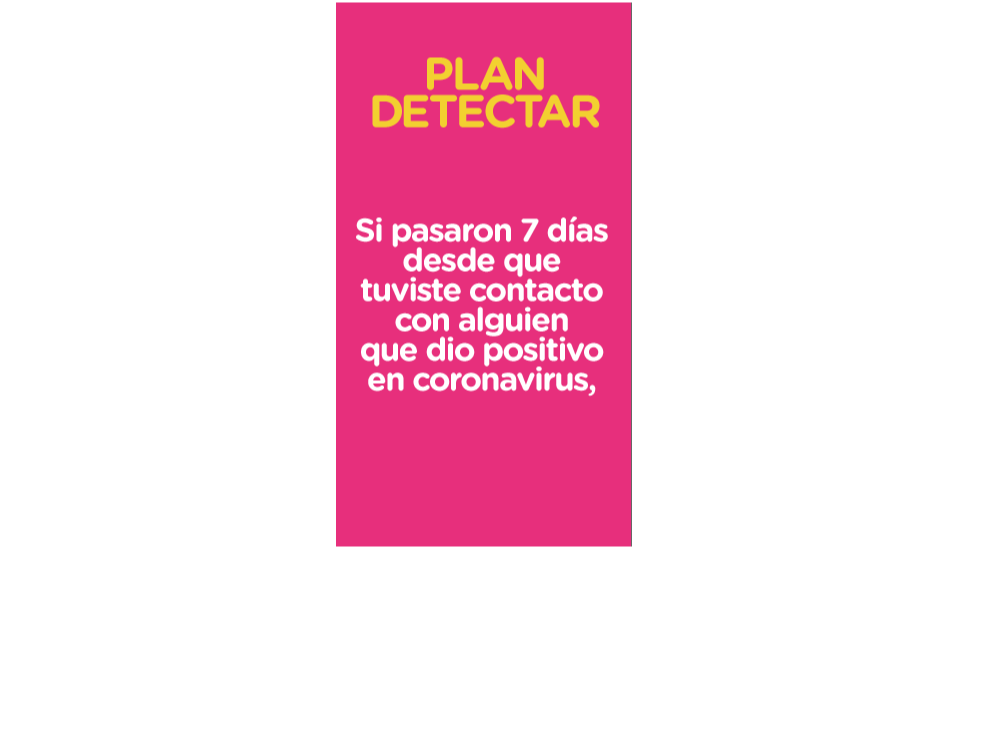 PLAN
DETECTAR
Si pasaron 7 días
desde que
tuviste contacto
con alguien
que dio positivo
en coronavirus,